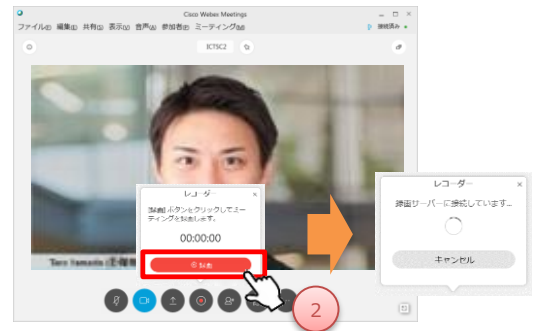 Cisco Webex Meetings
ファイル(F) 編集(E) 共有(S) 表示(V) 音声(A) 参加者(P) ミーティング(M)
接続済み
ICTSC2
レコーダー
[録画] ボタンをクリックしてミー
ティングを録画します。
00:00:00
録画
Taro Yamada
2
レコーダー
録画サーバーに接続しています...
キャンセル